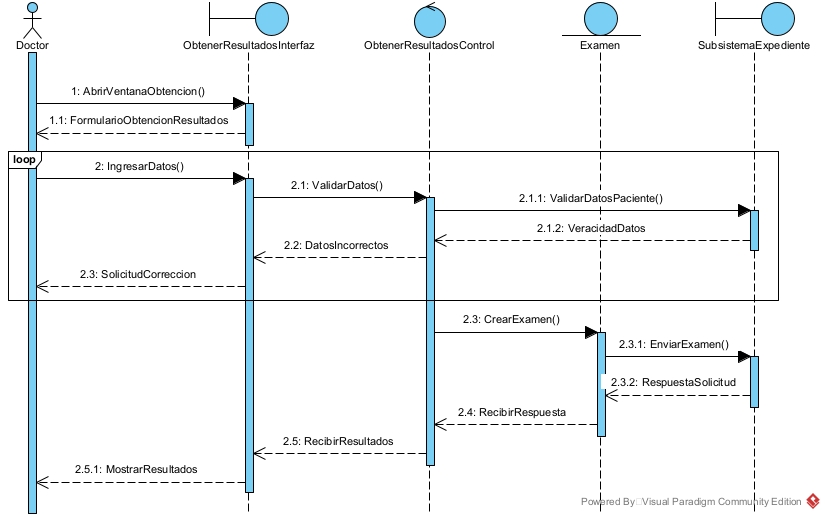 Doctor
ObtenerResultadosInterfaz
ObtenerResultadosControl
Examen
SubsistemaExpediente
1: AbrirVentanaObtencion()
1.1: FormularioObtencionResultados
loop
2: IngresarDatos()
2.1: ValidarDatos()
2.1.1: ValidarDatosPaciente()
2.1.2: VeracidadDatos
2.2: DatosIncorrectos
2.3: SolicitudCorreccion
2.3: CrearExamen()
2.3.1: EnviarExamen()
2.3.2: RespuestaSolicitud
2.4: RecibirRespuesta
2.5: RecibirResultados
2.5.1: MostrarResultados
Powered By Visual Paradigm Community Edition